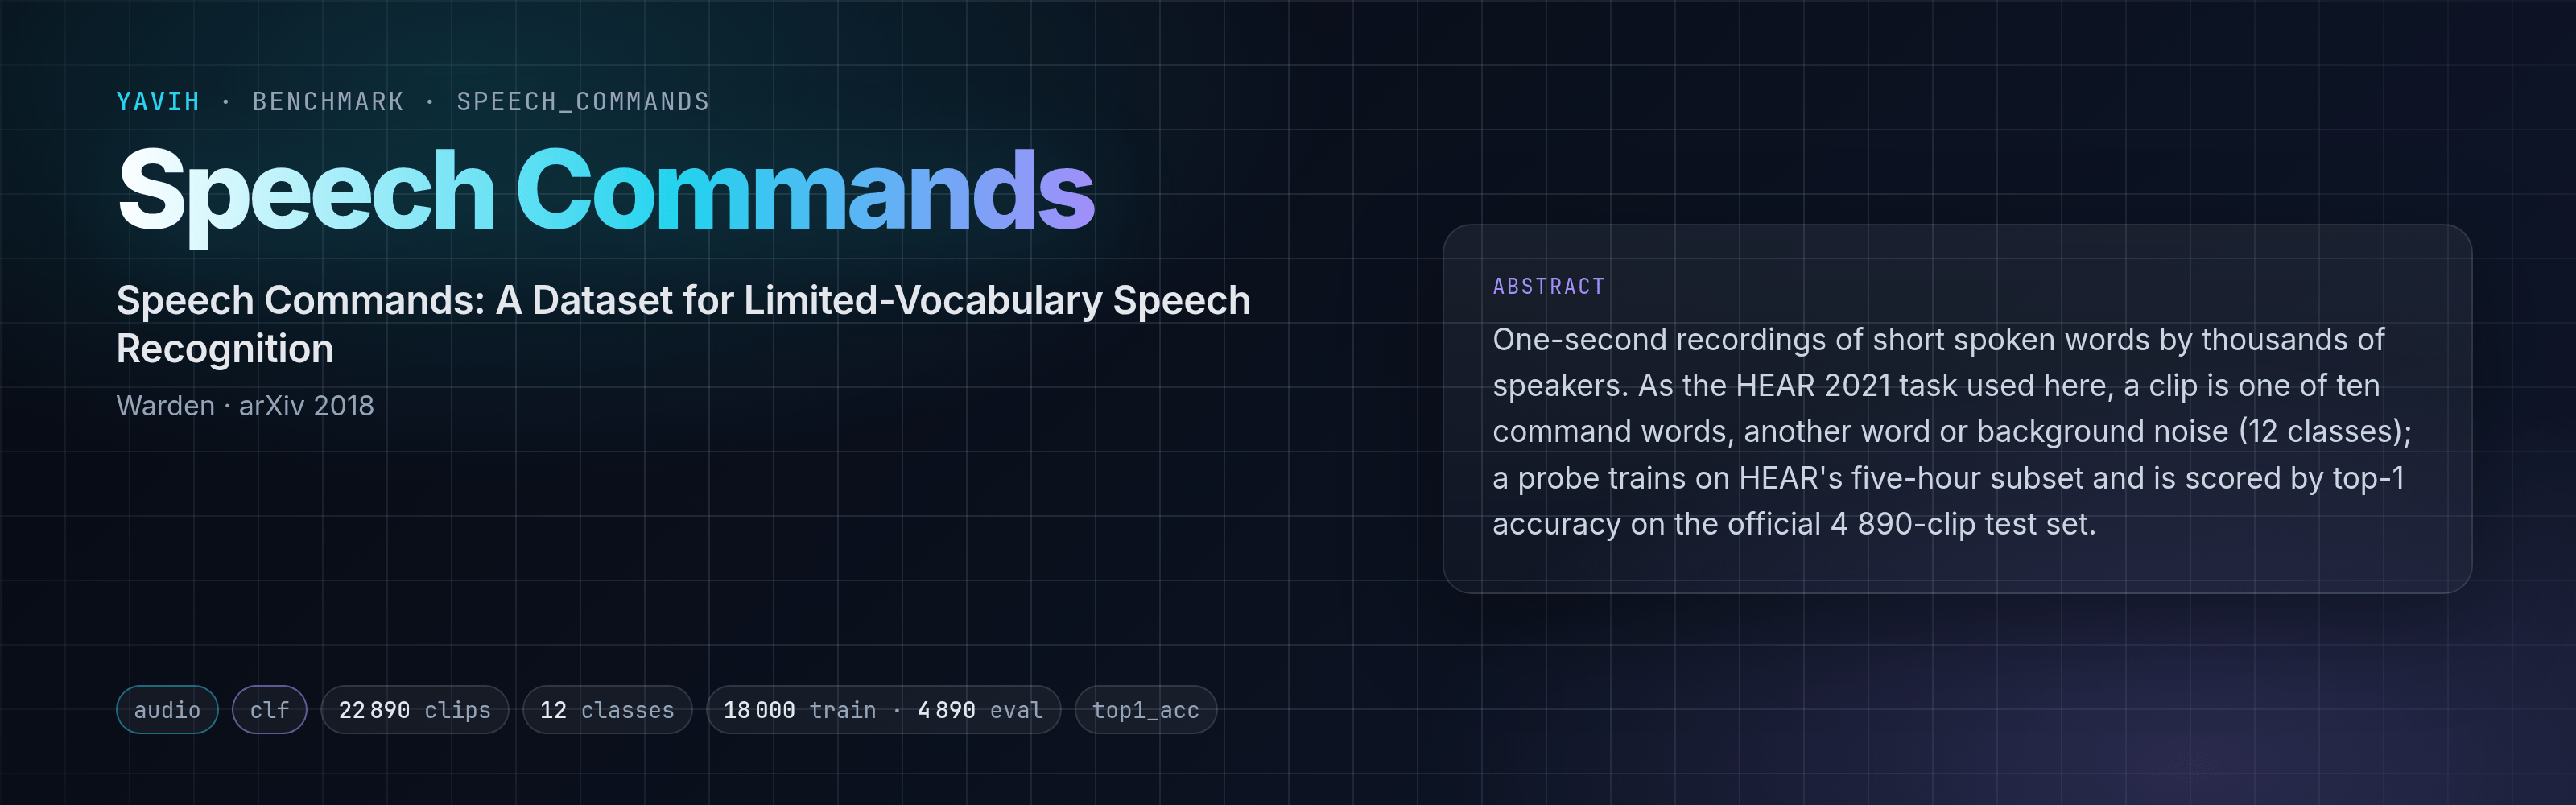 YAVIH · BENCHMARK · SPEECH_COMMANDS
Speech Commands
Speech Commands: A Dataset for Limited-Vocabulary Speech
Recognition
Warden · arXiv 2018
ABSTRACT
One-second recordings of short spoken words by thousands of
speakers. As the HEAR 2021 task used here, a clip is one of ten
command words, another word or background noise (12 classes);
a probe trains on HEAR's five-hour subset and is scored by top-1
accuracy on the official 4 890-clip test set.
audio clf 22 890 clips 12 classes 18 000 train · 4 890 eval top1_acc